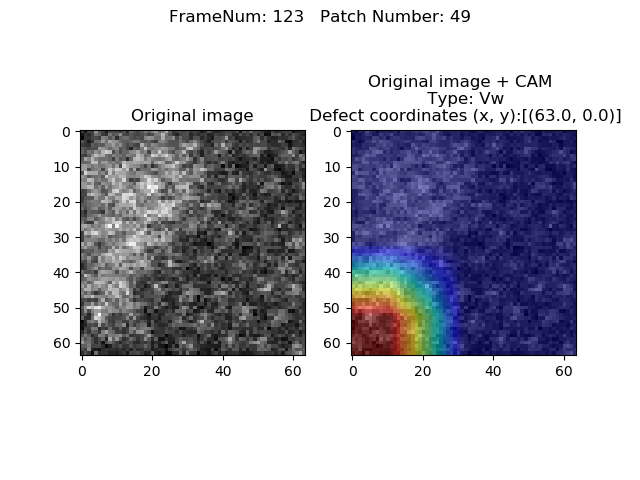 FrameNum: 123   Patch Number: 49
Original image
Original image + CAM
Type: Vw
Defect coordinates (x, y):[(63.0, 0.0)]
0
10
20
30
40
50
60
0 20 40 60
0
10
20
30
40
50
60
0 20 40 60